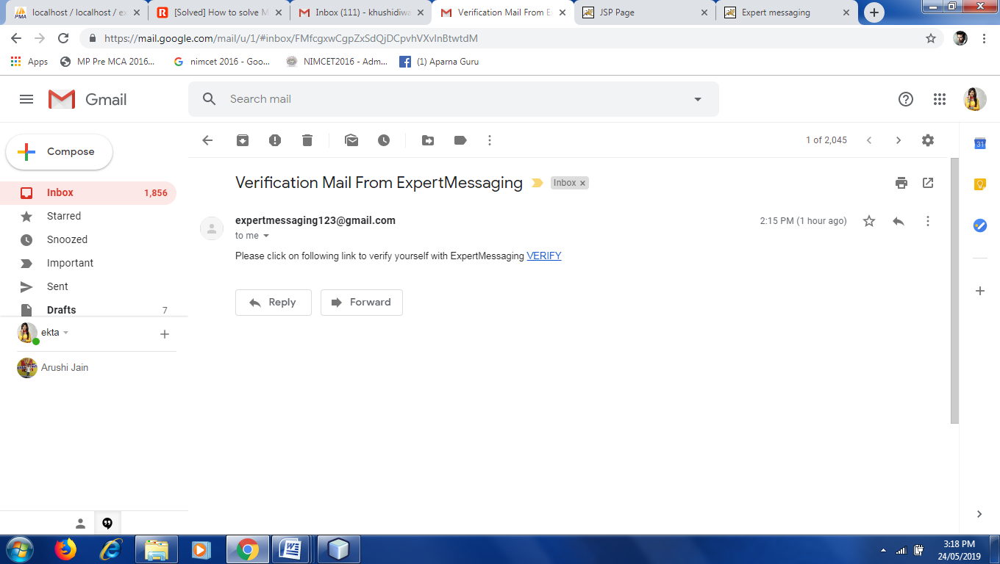 localhost / localhost / ex
[Solved] How to solve M
Inbox (111) - khushidiwa
Verification Mail From E
JSP Page
Expert messaging
https://mail.google.com/mail/u/1/#inbox/FMfcgxwCgpZxSdQjDCpvhVXvInBtwtdM
Apps
MP Pre MCA 2016...
nimcet 2016 - Goo...
NIMCET2016 - Adm...
(1) Aparna Guru
Gmail
Search mail
Compose
1 of 2,045
31
Inbox 1,856
Starred
Snoozed
Important
Sent
Drafts 7
ekta
Arushi Jain
Verification Mail From ExpertMessaging Inbox ×
expertmessaging123@gmail.com 2:15 PM (1 hour ago)
to me
Please click on following link to verify yourself with ExpertMessaging VERIFY
Reply Forward
3:18 PM
24/05/2019